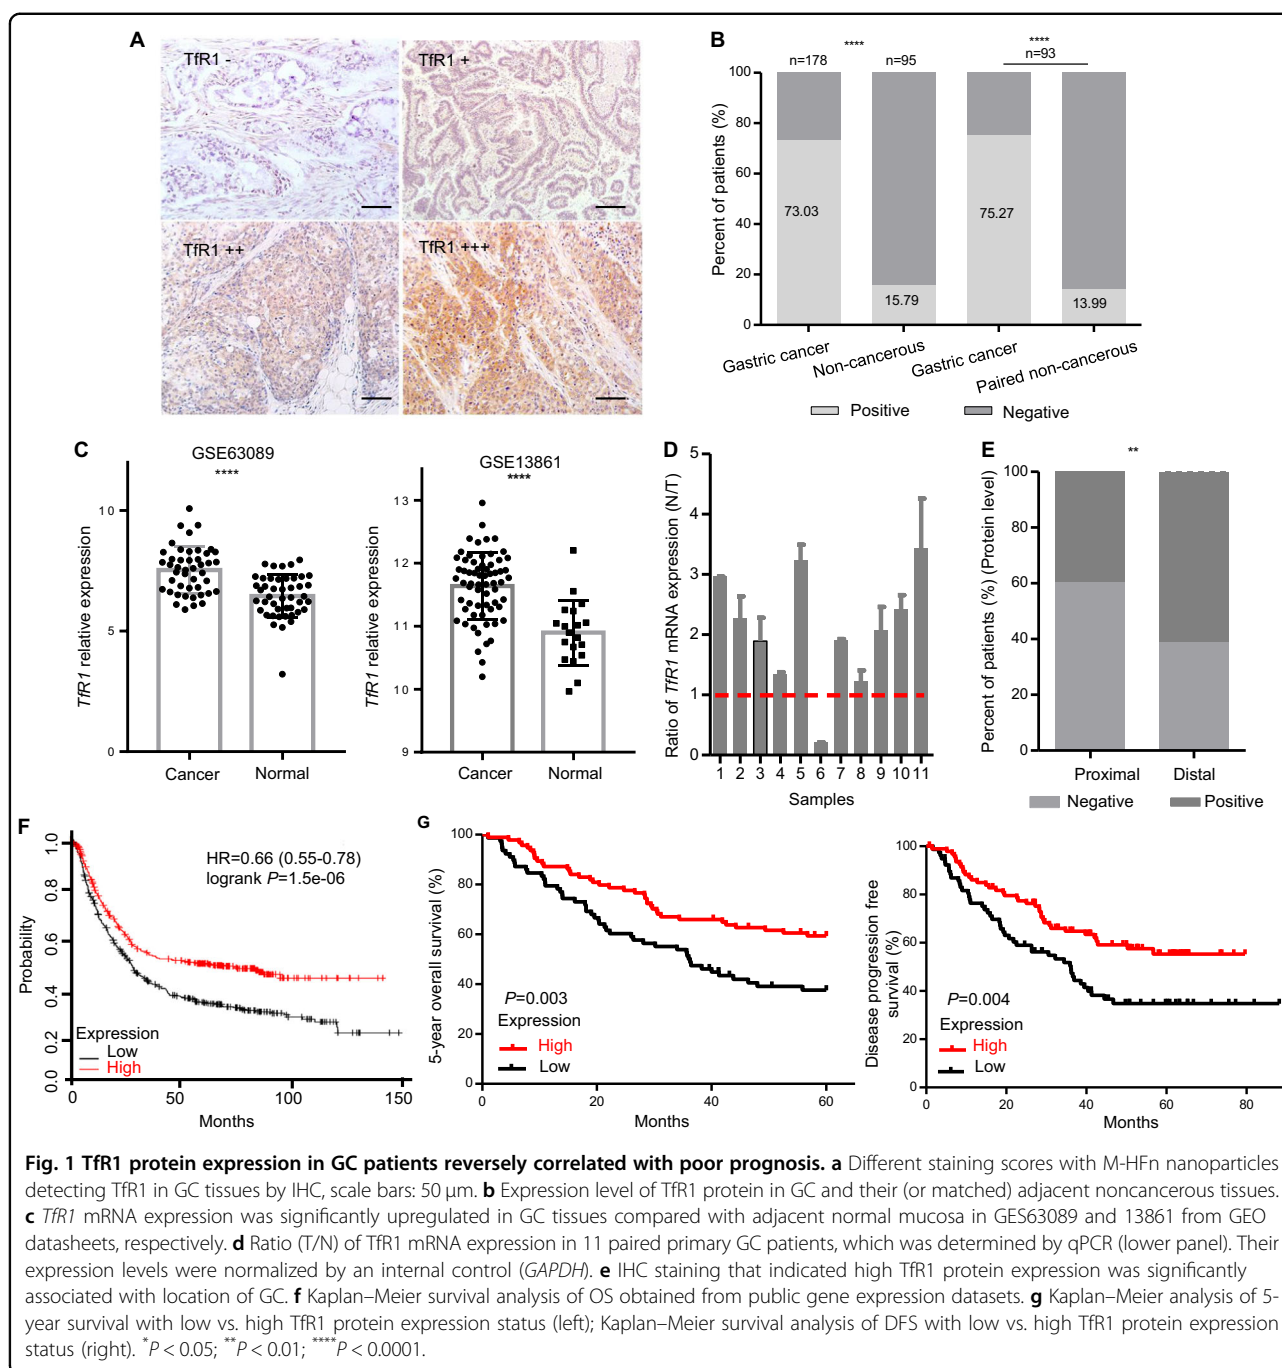 A
TfR1 -
TfR1 +
TfR1 ++
TfR1 +++
B
****
****
n=178
n=95
n=93
Percent of patients (%)
100
80
60
40
20
0
73.03
15.79
75.27
13.99
Gastric cancer
Non-cancerous
Gastric cancer
Paired non-cancerous
Positive
Negative
C
GSE63089
****
TfR1 relative expression
10
5
0
Cancer
Normal
GSE13861
****
TfR1 relative expression
13
12
11
10
9
Cancer
Normal
D
Ratio of TfR1 mRNA expression (N/T)
5
4
3
2
1
0
1 2 3 4 5 6 7 8 9 10 11
Samples
E
**
Percent of patients (%) (Protein level)
100
80
60
40
20
0
Proximal
Distal
Negative
Positive
F
Probability
1.0
0.8
0.6
0.4
0.2
0.0
HR=0.66 (0.55-0.78)
logrank P=1.5e-06
Expression
Low
High
0 50 100 150
Months
G
5-year overall survival (%)
100
80
60
40
20
0
P=0.003
Expression
High
Low
0 20 40 60
Months
Disease progression free
survival (%)
100
80
60
40
20
0
P=0.004
Expression
High
Low
0 20 40 60 80
Months
Fig. 1 TfR1 protein expression in GC patients reversely correlated with poor prognosis. a Different staining scores with M-HFn nanoparticles
detecting TfR1 in GC tissues by IHC, scale bars: 50 μm. b Expression level of TfR1 protein in GC and their (or matched) adjacent noncancerous tissues.
c TfR1 mRNA expression was significantly upregulated in GC tissues compared with adjacent normal mucosa in GES63089 and 13861 from GEO
datasheets, respectively. d Ratio (T/N) of TfR1 mRNA expression in 11 paired primary GC patients, which was determined by qPCR (lower panel). Their
expression levels were normalized by an internal control (GAPDH). e IHC staining that indicated high TfR1 protein expression was significantly
associated with location of GC. f Kaplan–Meier survival analysis of OS obtained from public gene expression datasets. g Kaplan–Meier analysis of 5-
year survival with low vs. high TfR1 protein expression status (left); Kaplan–Meier survival analysis of DFS with low vs. high TfR1 protein expression
status (right). *P < 0.05; **P < 0.01; ****P < 0.0001.